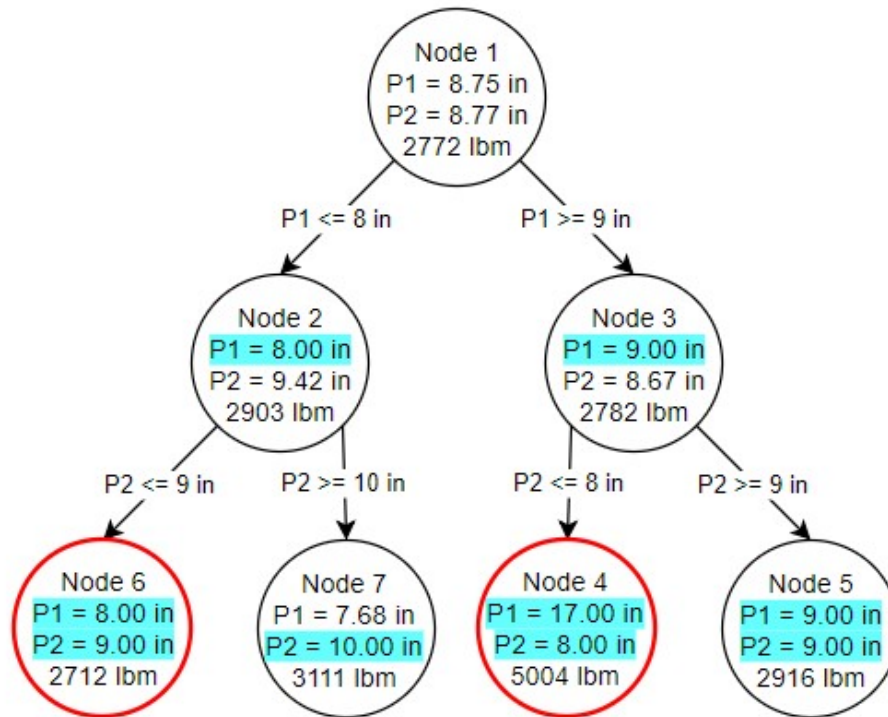 Node 1
P1 = 8.75 in
P2 = 8.77 in
2772 lbm
P1 <= 8 in
P1 >= 9 in
Node 2
P1 = 8.00 in
P2 = 9.42 in
2903 lbm
Node 3
P1 = 9.00 in
P2 = 8.67 in
2782 lbm
P2 <= 9 in
P2 >= 10 in
P2 <= 8 in
P2 >= 9 in
Node 6
P1 = 8.00 in
P2 = 9.00 in
2712 lbm
Node 7
P1 = 7.68 in
P2 = 10.00 in
3111 lbm
Node 4
P1 = 17.00 in
P2 = 8.00 in
5004 lbm
Node 5
P1 = 9.00 in
P2 = 9.00 in
2916 lbm